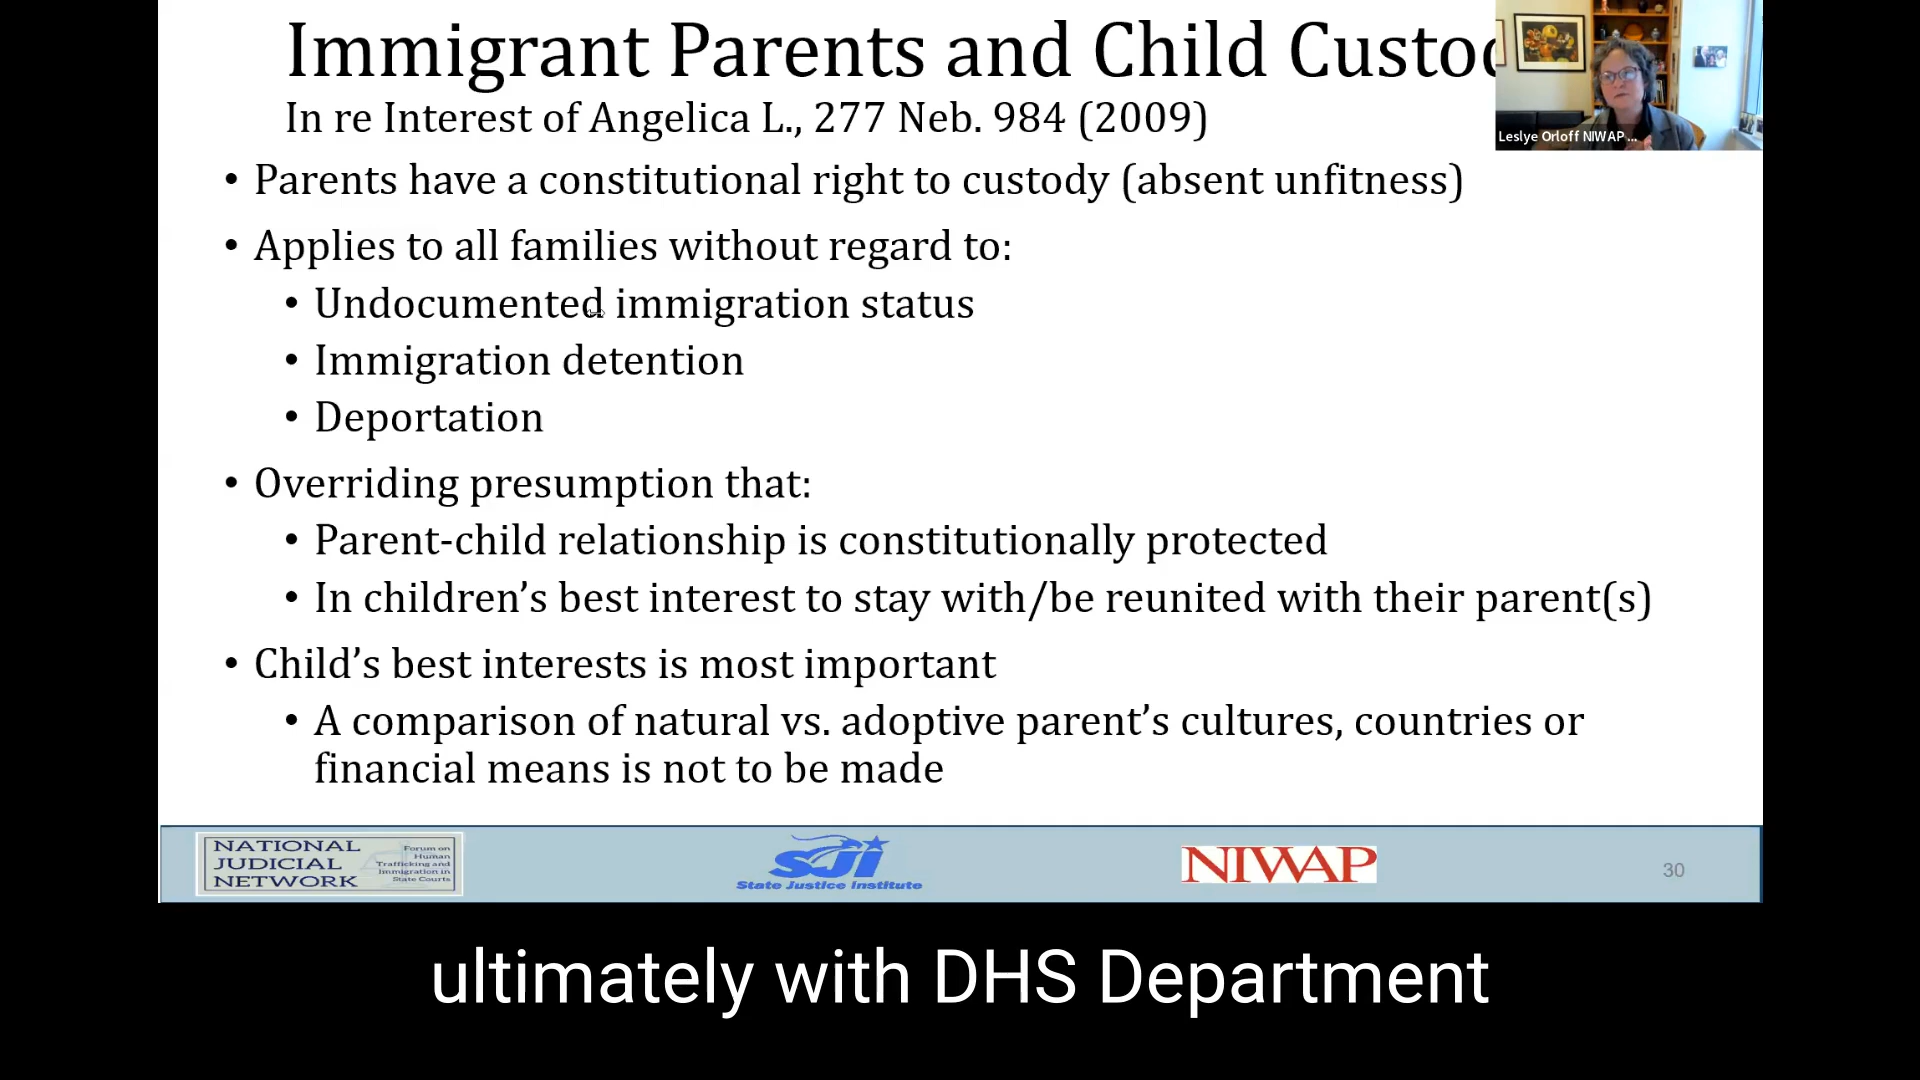 Immigrant Parents and Child Custod
In re Interest of Angelica L., 277 Neb. 984 (2009)
Leslye Orloff NIWAP ...
• Parents have a constitutional right to custody (absent unfitness)
• Applies to all families without regard to:
• Undocumented immigration status
• Immigration detention
• Deportation
• Overriding presumption that:
• Parent-child relationship is constitutionally protected
• In children’s best interest to stay with/be reunited with their parent(s)
• Child’s best interests is most important
• A comparison of natural vs. adoptive parent’s cultures, countries or
financial means is not to be made
NATIONAL
JUDICIAL
NETWORK
Forum on
Human
Trafficking and
Immigration in
State Courts
SJI
State Justice Institute
NIWAP
30
ultimately with DHS Department